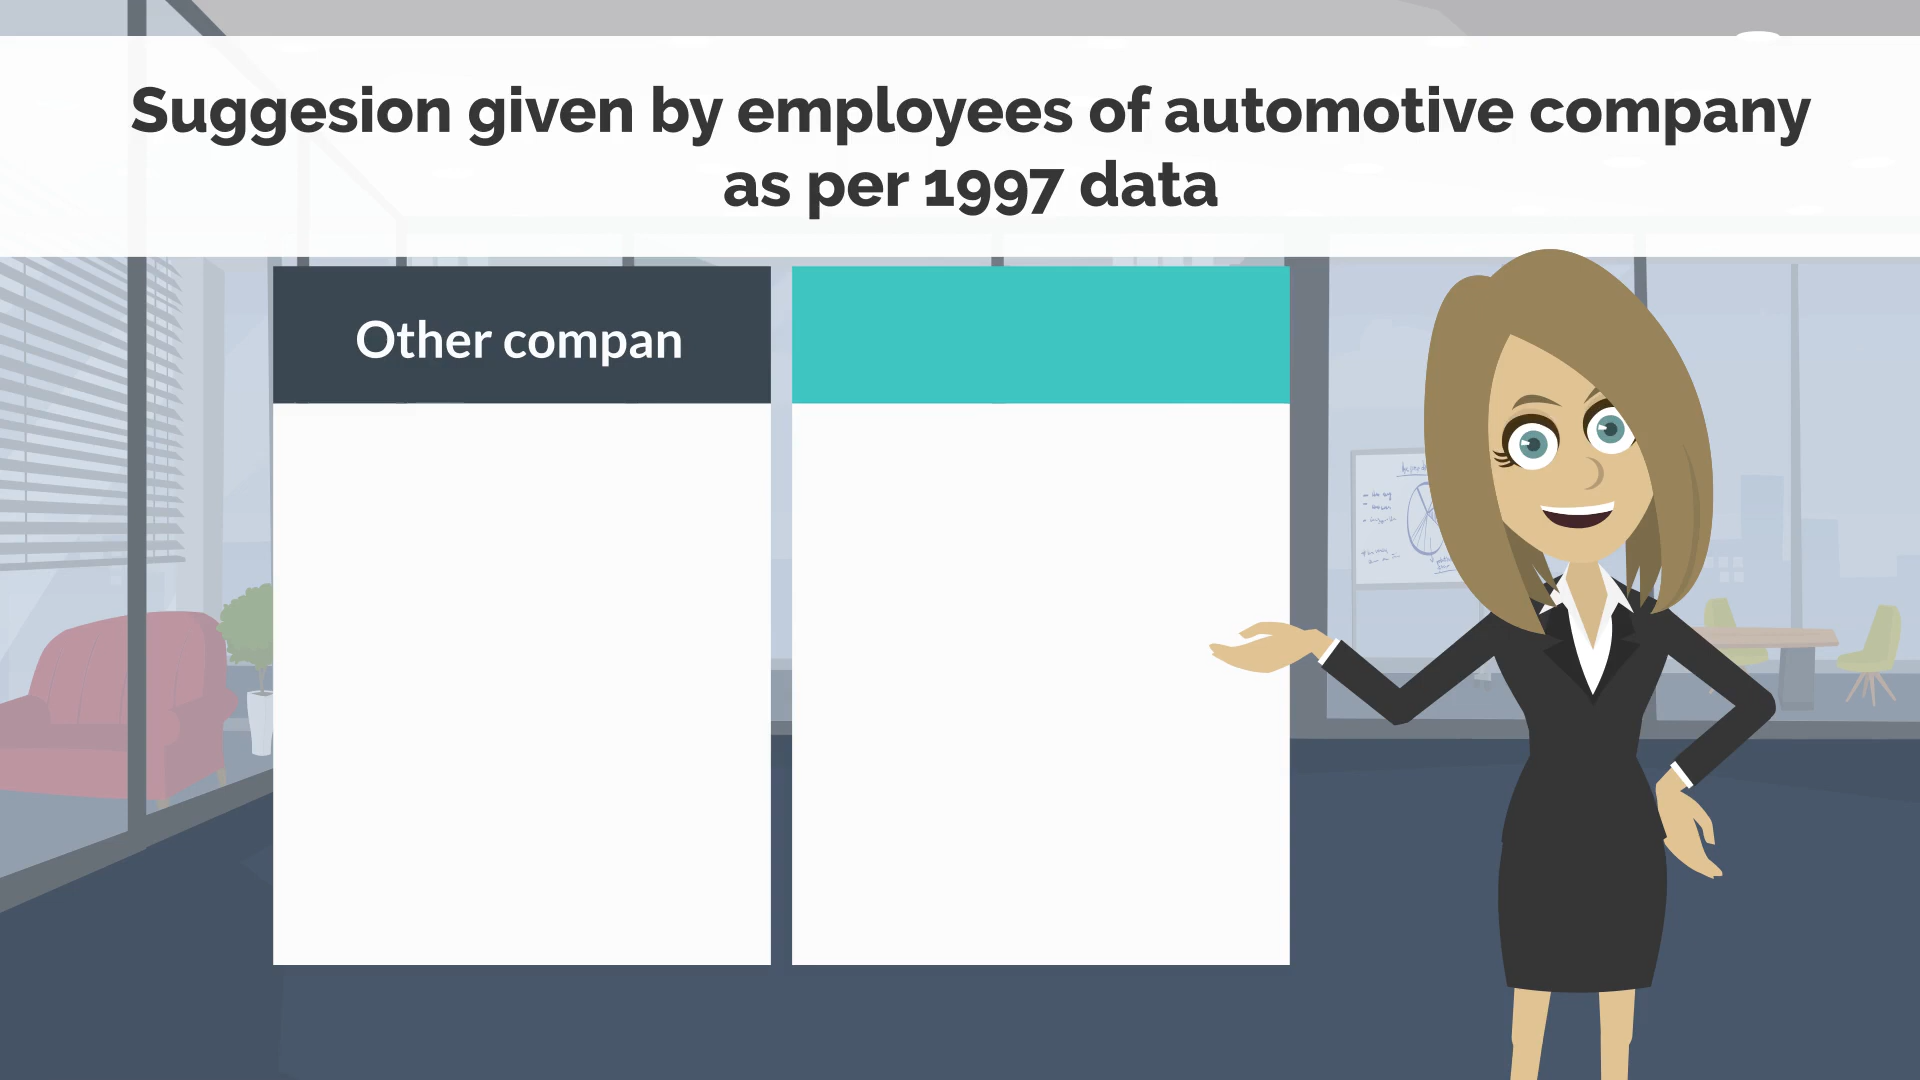 Suggesion given by employees of automotive company
as per 1997 data
Other compan